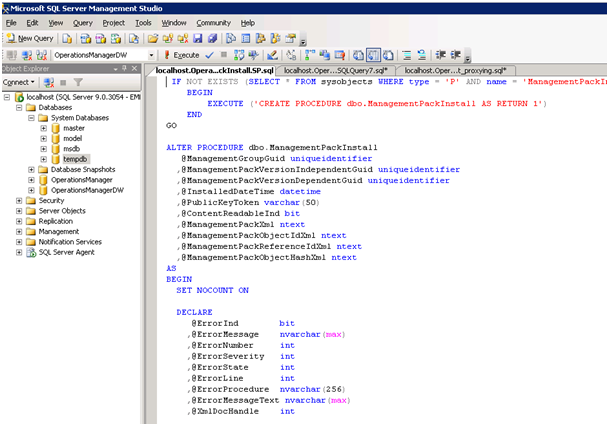 Microsoft SQL Server Management Studio
File Edit View Query Project Tools Window Community Help
New Query
OperationsManagerDW Execute
Object Explorer
Connect
localhost (SQL Server 9.0.3054 - EMI
Databases
System Databases
master
model
msdb
tempdb
Database Snapshots
OperationsManager
OperationsManagerDW
Security
Server Objects
Replication
Management
Notification Services
SQL Server Agent
localhost.Opera...ckInstall.SP.sql localhost.Oper...SQLQuery7.sql* localhost.Oper...t_proxying.sql*
IF NOT EXISTS (SELECT * FROM sysobjects WHERE type = 'P' AND name = 'ManagementPackIn
BEGIN
EXECUTE ('CREATE PROCEDURE dbo.ManagementPackInstall AS RETURN 1')
END
GO
ALTER PROCEDURE dbo.ManagementPackInstall
@ManagementGroupGuid uniqueidentifier
,@ManagementPackVersionIndependentGuid uniqueidentifier
,@ManagementPackVersionDependentGuid uniqueidentifier
,@InstalledDateTime datetime
,@PublicKeyToken varchar(50)
,@ContentReadableInd bit
,@ManagementPackXml ntext
,@ManagementPackObjectIdXml ntext
,@ManagementPackReferenceIdXml ntext
,@ManagementPackObjectHashXml ntext
AS
BEGIN
SET NOCOUNT ON
DECLARE
@ErrorInd bit
,@ErrorMessage nvarchar(max)
,@ErrorNumber int
,@ErrorSeverity int
,@ErrorState int
,@ErrorLine int
,@ErrorProcedure nvarchar(256)
,@ErrorMessageText nvarchar(max)
,@XmlDocHandle int